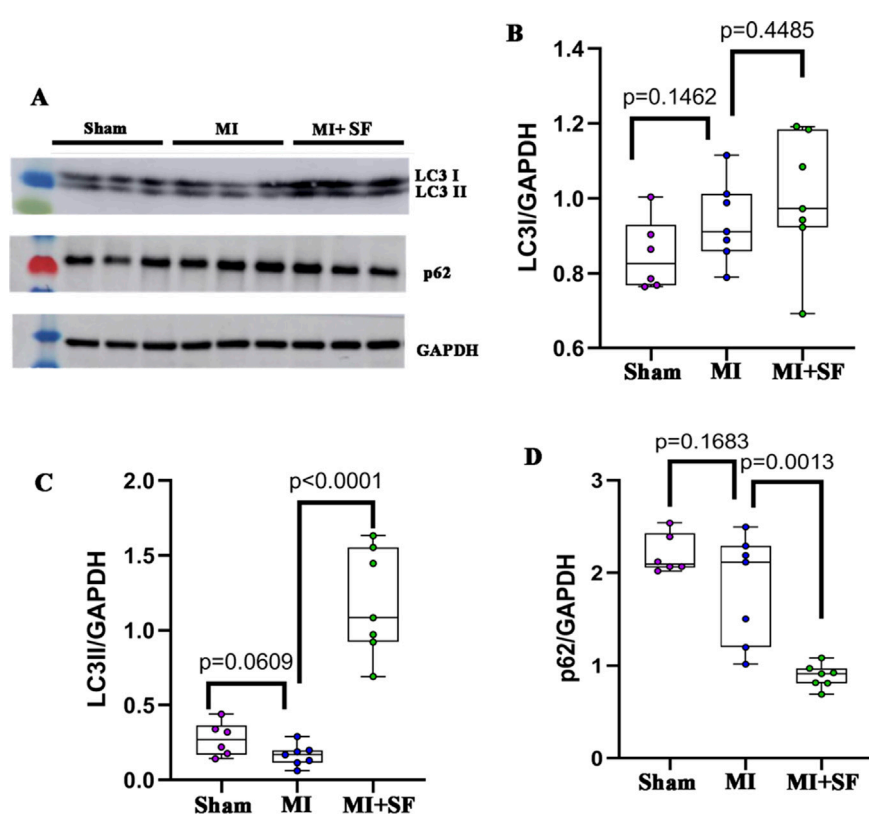 A
Sham MI MI+ SF
LC3 I
LC3 II
p62
GAPDH
B
p=0.4485
p=0.1462
LC3I/GAPDH
1.4
1.2
1.0
0.8
0.6
Sham MI MI+SF
C
p<0.0001
p=0.0609
LC3II/GAPDH
2.0
1.5
1.0
0.5
0.0
Sham MI MI+SF
D
p=0.1683
p=0.0013
p62/GAPDH
3
2
1
0
Sham MI MI+SF